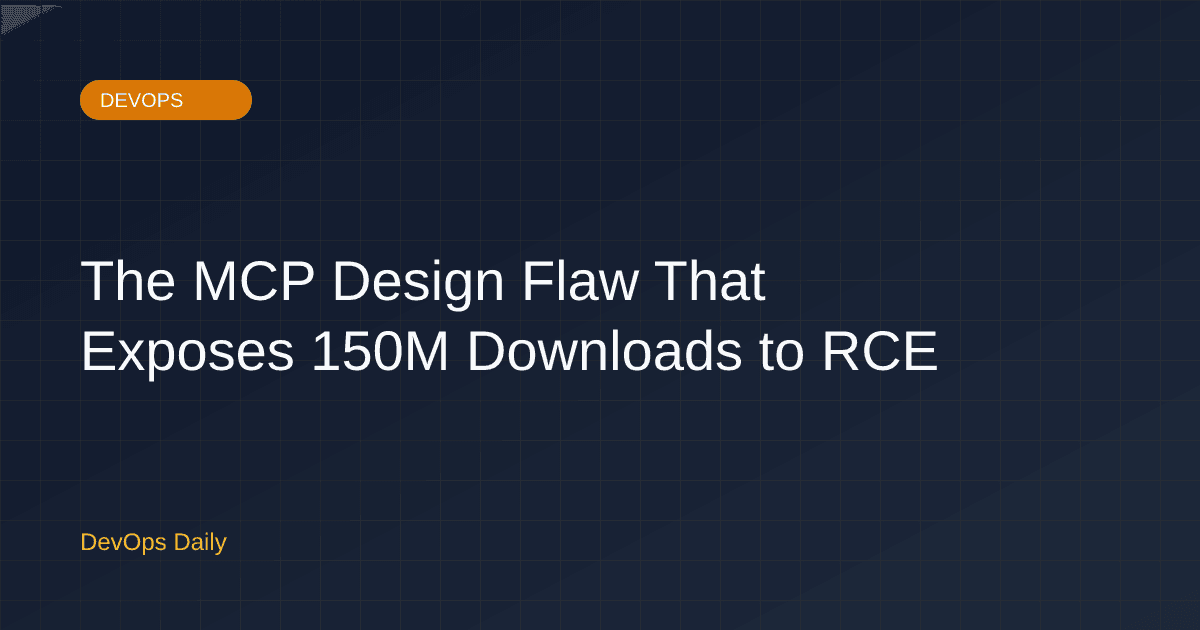 DEVOPS
The MCP Design Flaw That
Exposes 150M Downloads to RCE
DevOps Daily